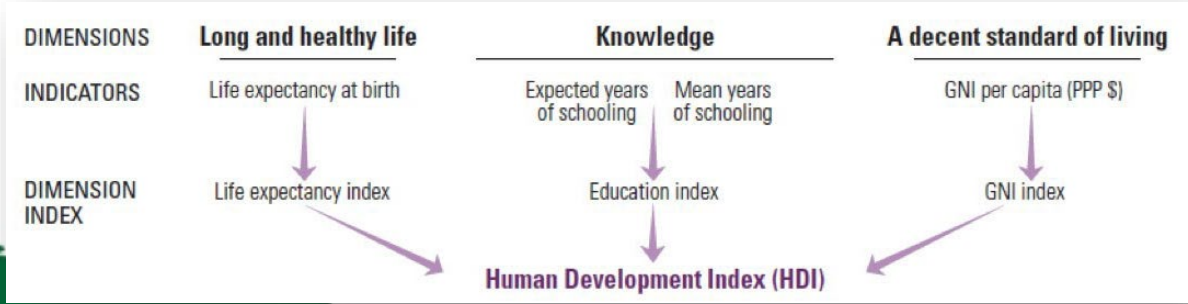 DIMENSIONS Long and healthy life Knowledge A decent standard of living
INDICATORS Life expectancy at birth Expected years of schooling Mean years of schooling GNI per capita (PPP $)
DIMENSION INDEX Life expectancy index Education index GNI index
Human Development Index (HDI)